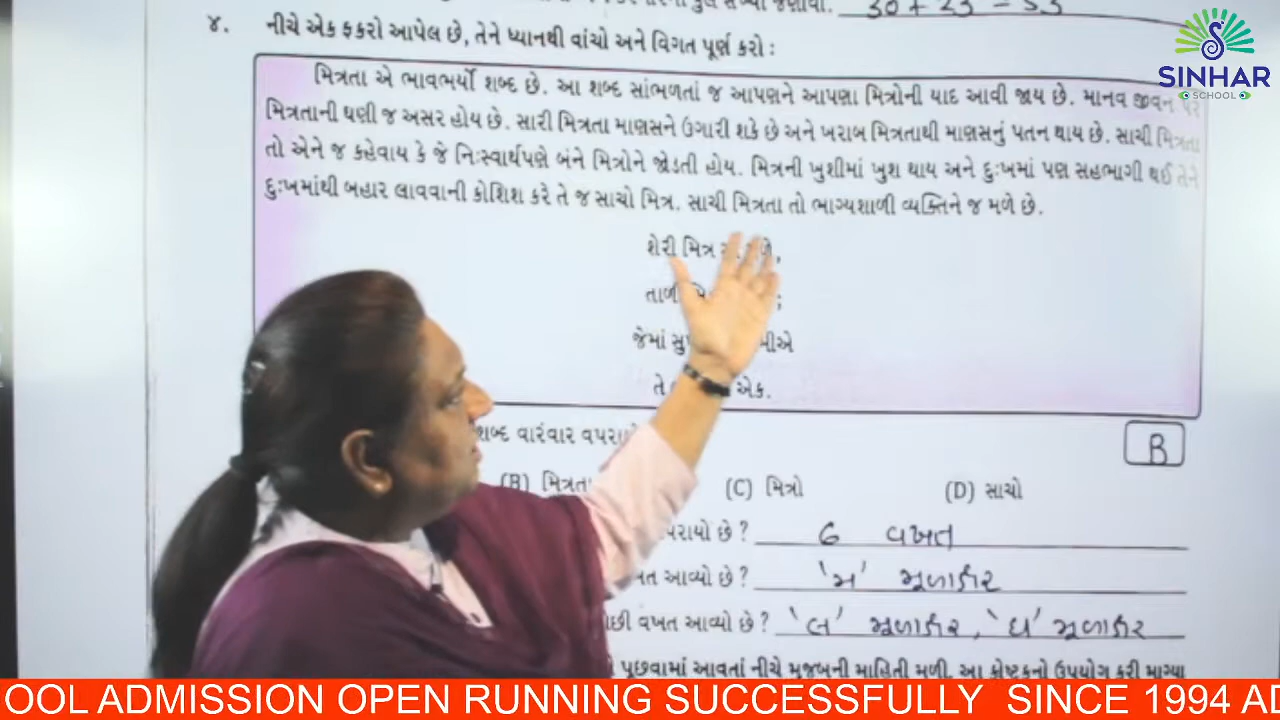 30 + 23 = 53
૪. નીચે એક ફકરો આપેલ છે, તેને ધ્યાનથી વાંચો અને વિગત પૂર્ણ કરો :
SINHAR
SCHOOL
મિત્રતા એ ભાવભર્યો શબ્દ છે. આ શબ્દ સાંભળતાં જ આપણને આપણા મિત્રોની યાદ આવી જાય છે. માનવ જીવન પર
મિત્રતાની ઘણી જ અસર હોય છે. સારી મિત્રતા માણસને ઉગારી શકે છે અને ખરાબ મિત્રતાથી માણસનું પતન થાય છે. સાચી મિત્રતા
તો એને જ કહેવાય કે જે નિઃસ્વાર્થપણે બંને મિત્રોને જોડતી હોય. મિત્રની ખુશીમાં ખુશ થાય અને દુઃખમાં પણ સહભાગી થઈ તેને
દુઃખમાંથી બહાર લાવવાની કોશિશ કરે તે જ સાચો મિત્ર. સાચી મિત્રતા તો ભાગ્યશાળી વ્યક્તિને જ મળે છે.
શેરી મિત્ર
જેમાં
તે એક.
શબ્દ વારંવાર
B
(B) મિત્રતા (C) મિત્રો (D) સાચો
છે ? 6 વખત
આવ્યો છે ? 'મ' મૂળાક્ષર
વખત આવ્યો છે ? 'લ' મૂળાક્ષર, 'ઘ' મૂળાક્ષર
પૂછવામાં આવતાં નીચે મુજબની માહિતી મળી. આ કોષ્ટકનો ઉપયોગ કરી માગ્યા
OOL ADMISSION OPEN RUNNING SUCCESSFULLY SINCE 1994 AD